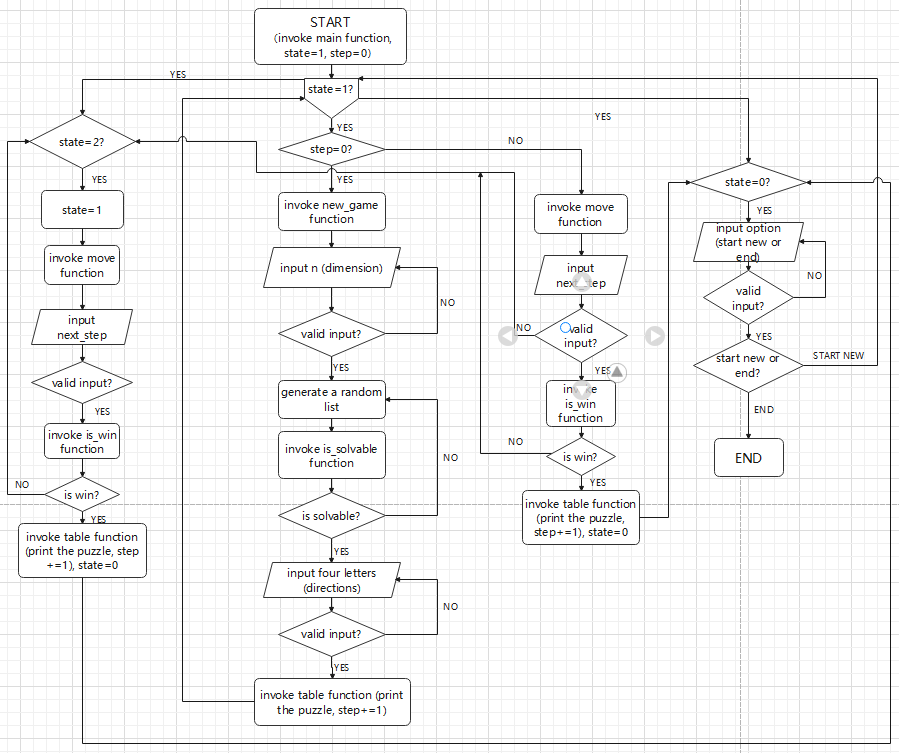 START
(invoke main function,
state=1, step=0)
YES
state=1?
YES
YES
state=2?
step=0?
NO
YES
YES
state=0?
state=1
invoke new_game
function
invoke move
function
YES
input option
(start new or
end)
invoke move
function
input n (dimension)
input
NO
NO
valid
input?
input
next_step
valid input?
NO
valid
input?
YES
YES
YES
START NEW
start new or
end?
valid input?
generate a random
list
is_win
function
YES
END
invoke is_win
function
invoke is_solvable
function
NO
NO
is win?
END
NO
is win?
YES
YES
is solvable?
invoke table function
(print the puzzle,
step+=1), state=0
invoke table function
(print the puzzle, step
+=1), state=0
YES
input four letters
(directions)
NO
valid input?
YES
invoke table function (print
the puzzle, step+=1)